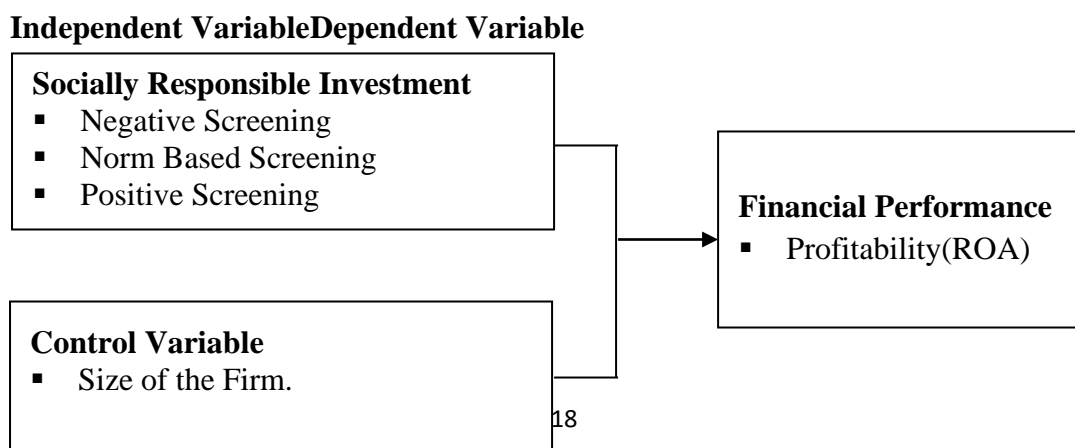 Independent VariableDependent Variable
Socially Responsible Investment
▪ Negative Screening
▪ Norm Based Screening
▪ Positive Screening
Financial Performance
▪ Profitability(ROA)
Control Variable
▪ Size of the Firm.
18